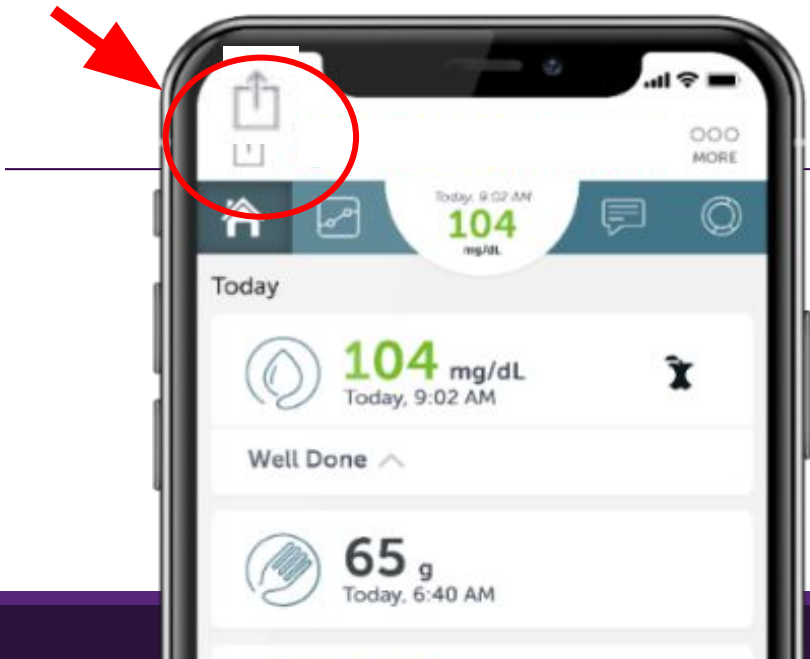 OOO
MORE
Today, 9:02 AM
104
mg/dL
Today
104 mg/dL
Today, 9:02 AM
Well Done
65 g
Today, 6:40 AM